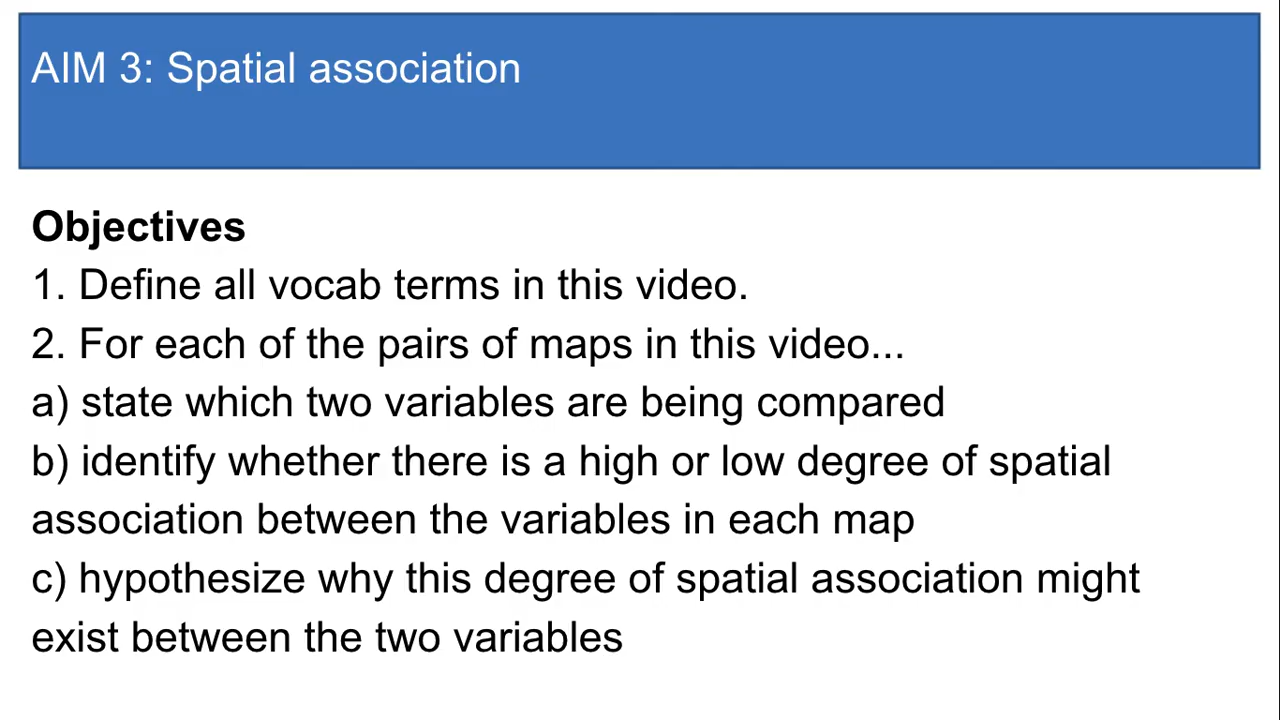 AIM 3: Spatial association
Objectives
1. Define all vocab terms in this video.
2. For each of the pairs of maps in this video...
a) state which two variables are being compared
b) identify whether there is a high or low degree of spatial
association between the variables in each map
c) hypothesize why this degree of spatial association might
exist between the two variables